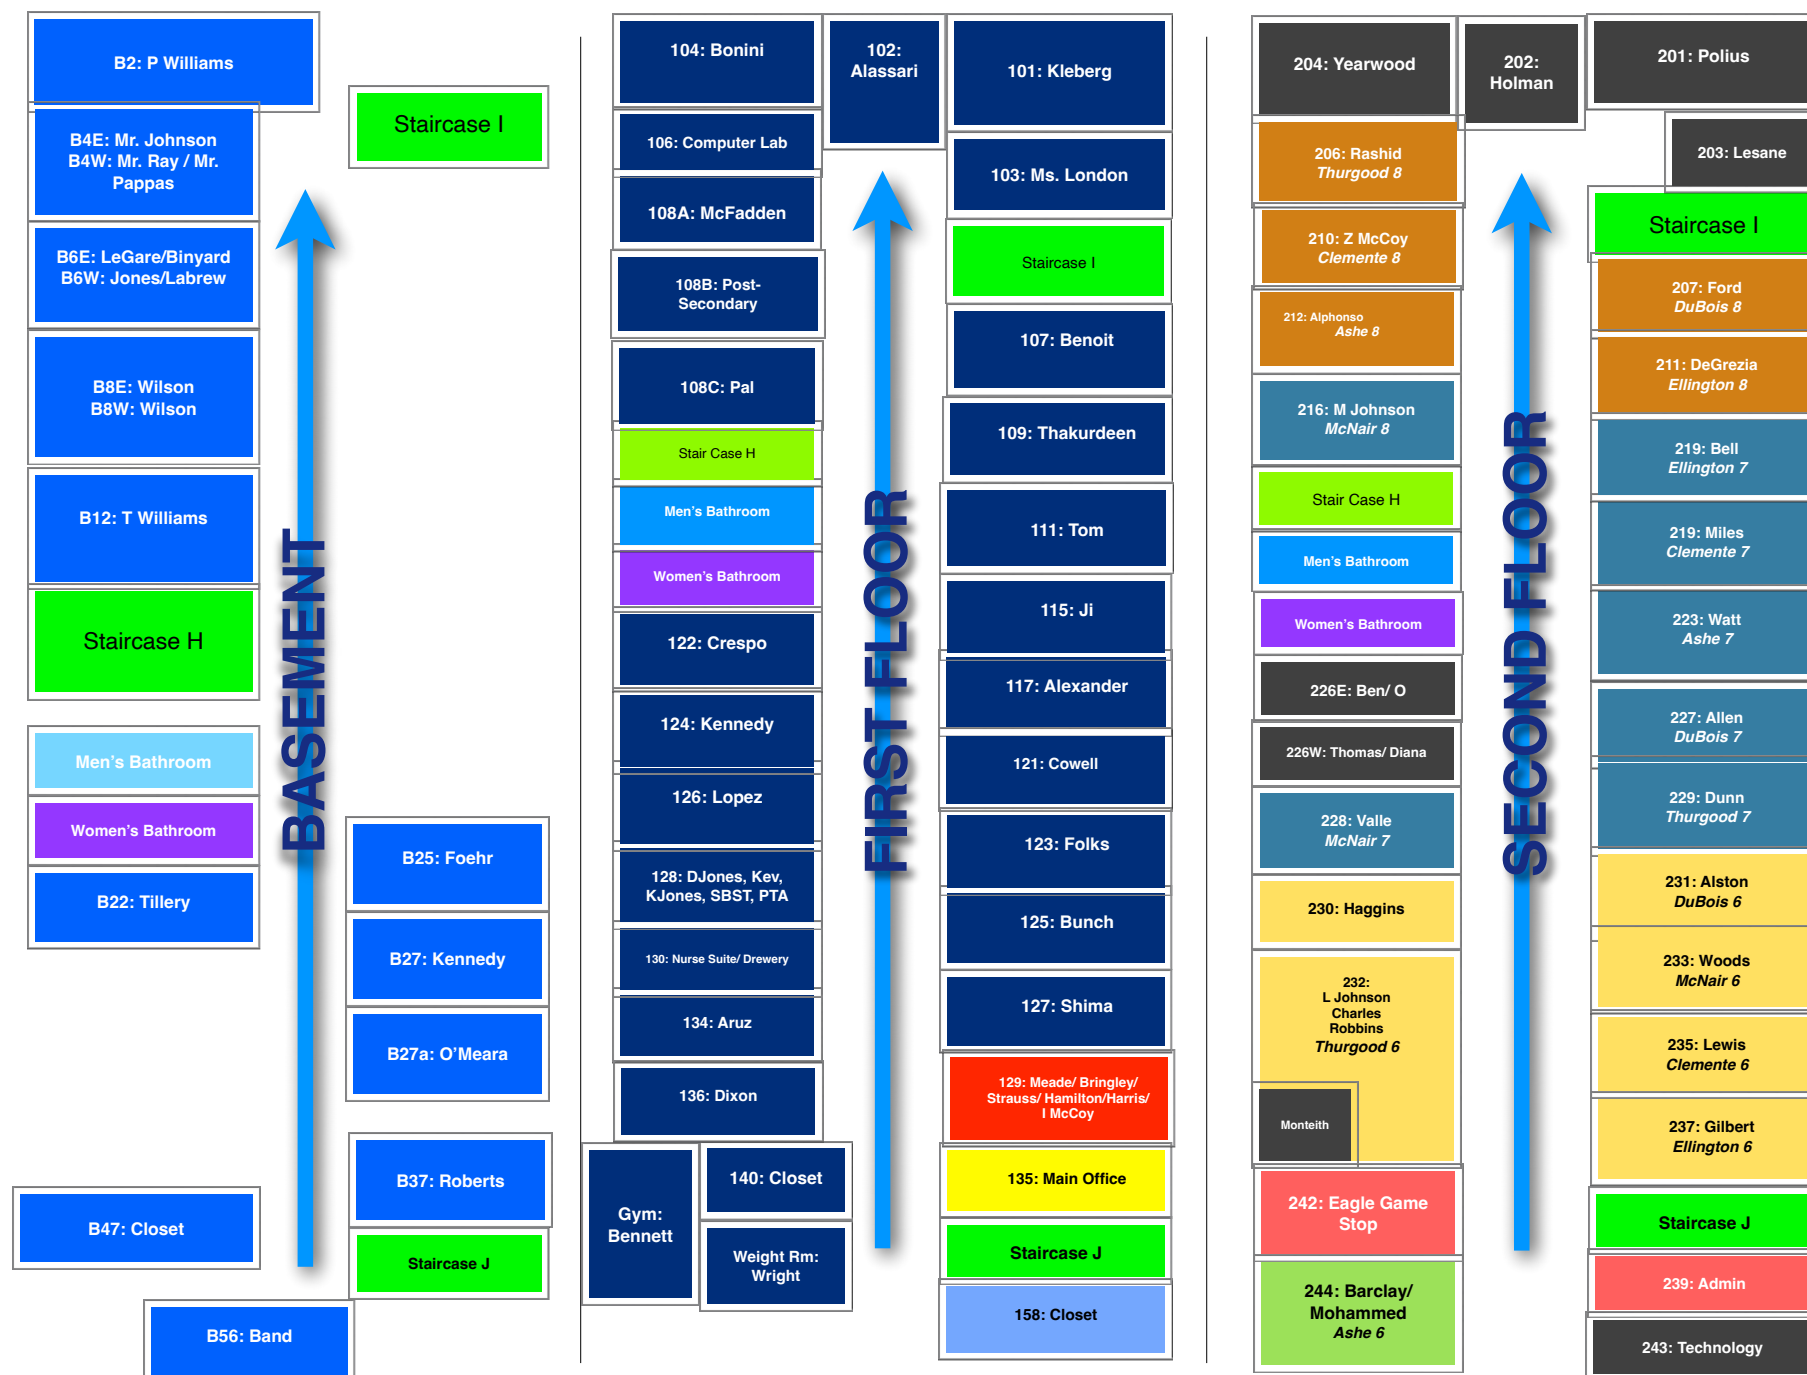 B2: P Williams
B4E: Mr. Johnson
B4W: Mr. Ray / Mr.
Pappas
B6E: LeGare/Binyard
B6W: Jones/Labrew
B8E: Wilson
B8W: Wilson
B12: T Williams
Staircase H
Men's Bathroom
Women's Bathroom
B22: Tillery
B47: Closet
B56: Band
BASEMENT
Staircase I
B25: Foehr
B27: Kennedy
B27a: O'Meara
B37: Roberts
Staircase J
104: Bonini
106: Computer Lab
108A: McFadden
108B: Post-
Secondary
108C: Pal
Stair Case H
Men's Bathroom
Women's Bathroom
122: Crespo
124: Kennedy
126: Lopez
128: DJones, Kev,
KJones, SBST, PTA
130: Nurse Suite/ Drewery
134: Aruz
136: Dixon
Gym:
Bennett
140: Closet
Weight Rm:
Wright
102:
Alassari
FIRST FLOOR
101: Kleberg
103: Ms. London
Staircase I
107: Benoit
109: Thakurdeen
111: Tom
115: Ji
117: Alexander
121: Cowell
123: Folks
125: Bunch
127: Shima
129: Meade/ Bringley/
Strauss/ Hamilton/Harris/
I McCoy
135: Main Office
Staircase J
158: Closet
204: Yearwood
206: Rashid
Thurgood 8
210: Z McCoy
Clemente 8
212: Alphonso
Ashe 8
216: M Johnson
McNair 8
Stair Case H
Men's Bathroom
Women's Bathroom
226E: Ben/ O
226W: Thomas/ Diana
228: Valle
McNair 7
230: Haggins
232:
L Johnson
Charles
Robbins
Thurgood 6
Monteith
242: Eagle Game
Stop
244: Barclay/
Mohammed
Ashe 6
202:
Holman
SECOND FLOOR
201: Polius
203: Lesane
Staircase I
207: Ford
DuBois 8
211: DeGrezia
Ellington 8
219: Bell
Ellington 7
219: Miles
Clemente 7
223: Watt
Ashe 7
227: Allen
DuBois 7
229: Dunn
Thurgood 7
231: Alston
DuBois 6
233: Woods
McNair 6
235: Lewis
Clemente 6
237: Gilbert
Ellington 6
Staircase J
239: Admin
243: Technology